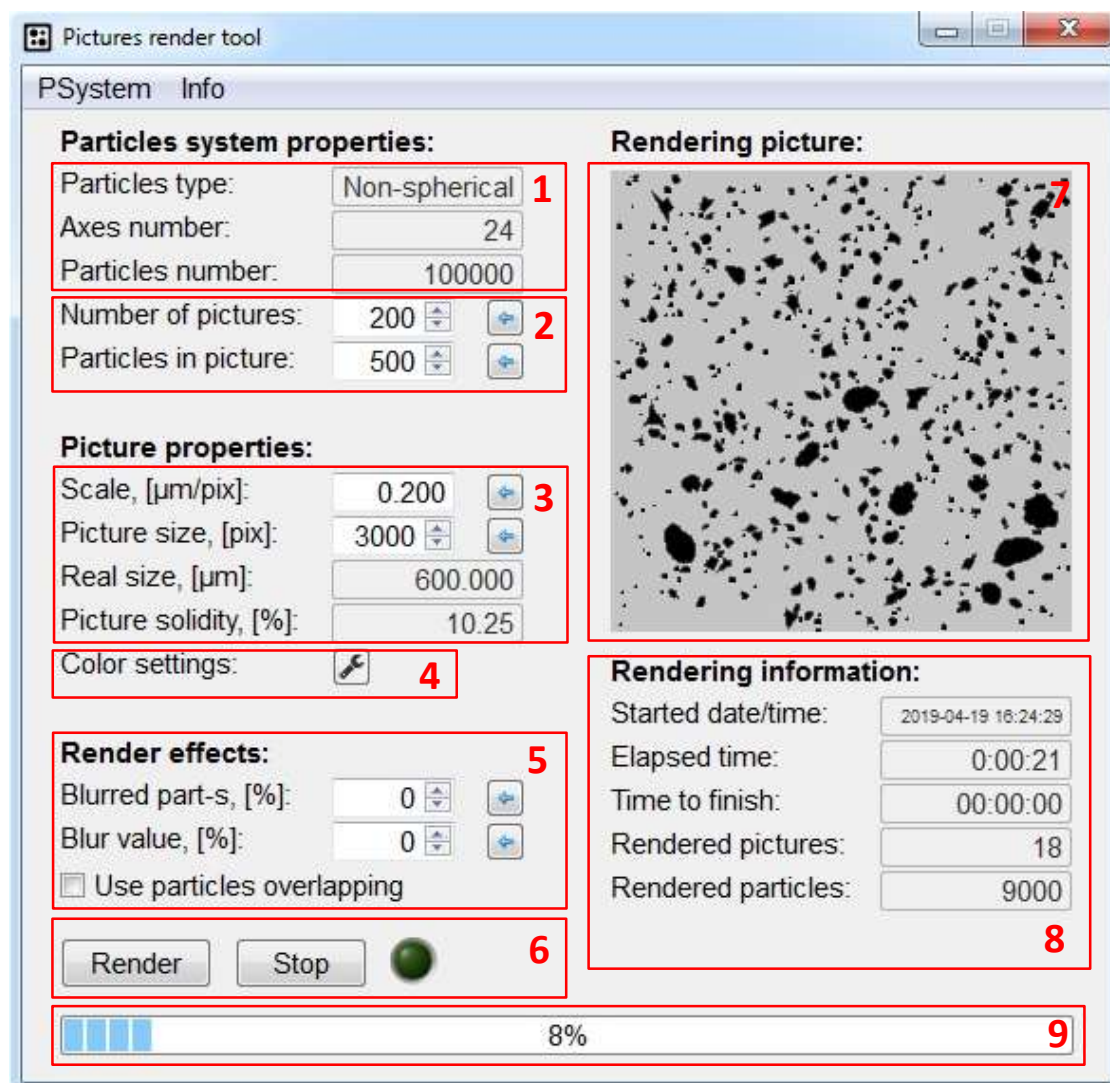 Pictures render tool
PSystem Info
Particles system properties:
Particles type: Non-spherical 1
Axes number: 24
Particles number: 100000
Number of pictures: 200 2
Particles in picture: 500
Picture properties:
Scale, [µm/pix]: 0.200 3
Picture size, [pix]: 3000
Real size, [µm]: 600.000
Picture solidity, [%]: 10.25
Color settings: 4
Render effects: 5
Blurred part-s, [%]: 0
Blur value, [%]: 0
Use particles overlapping
Render Stop 6
Rendering picture:
7
Rendering information:
Started date/time: 2019-04-19 16:24:29
Elapsed time: 0:00:21
Time to finish: 00:00:00
Rendered pictures: 18
Rendered particles: 9000
8
8% 9